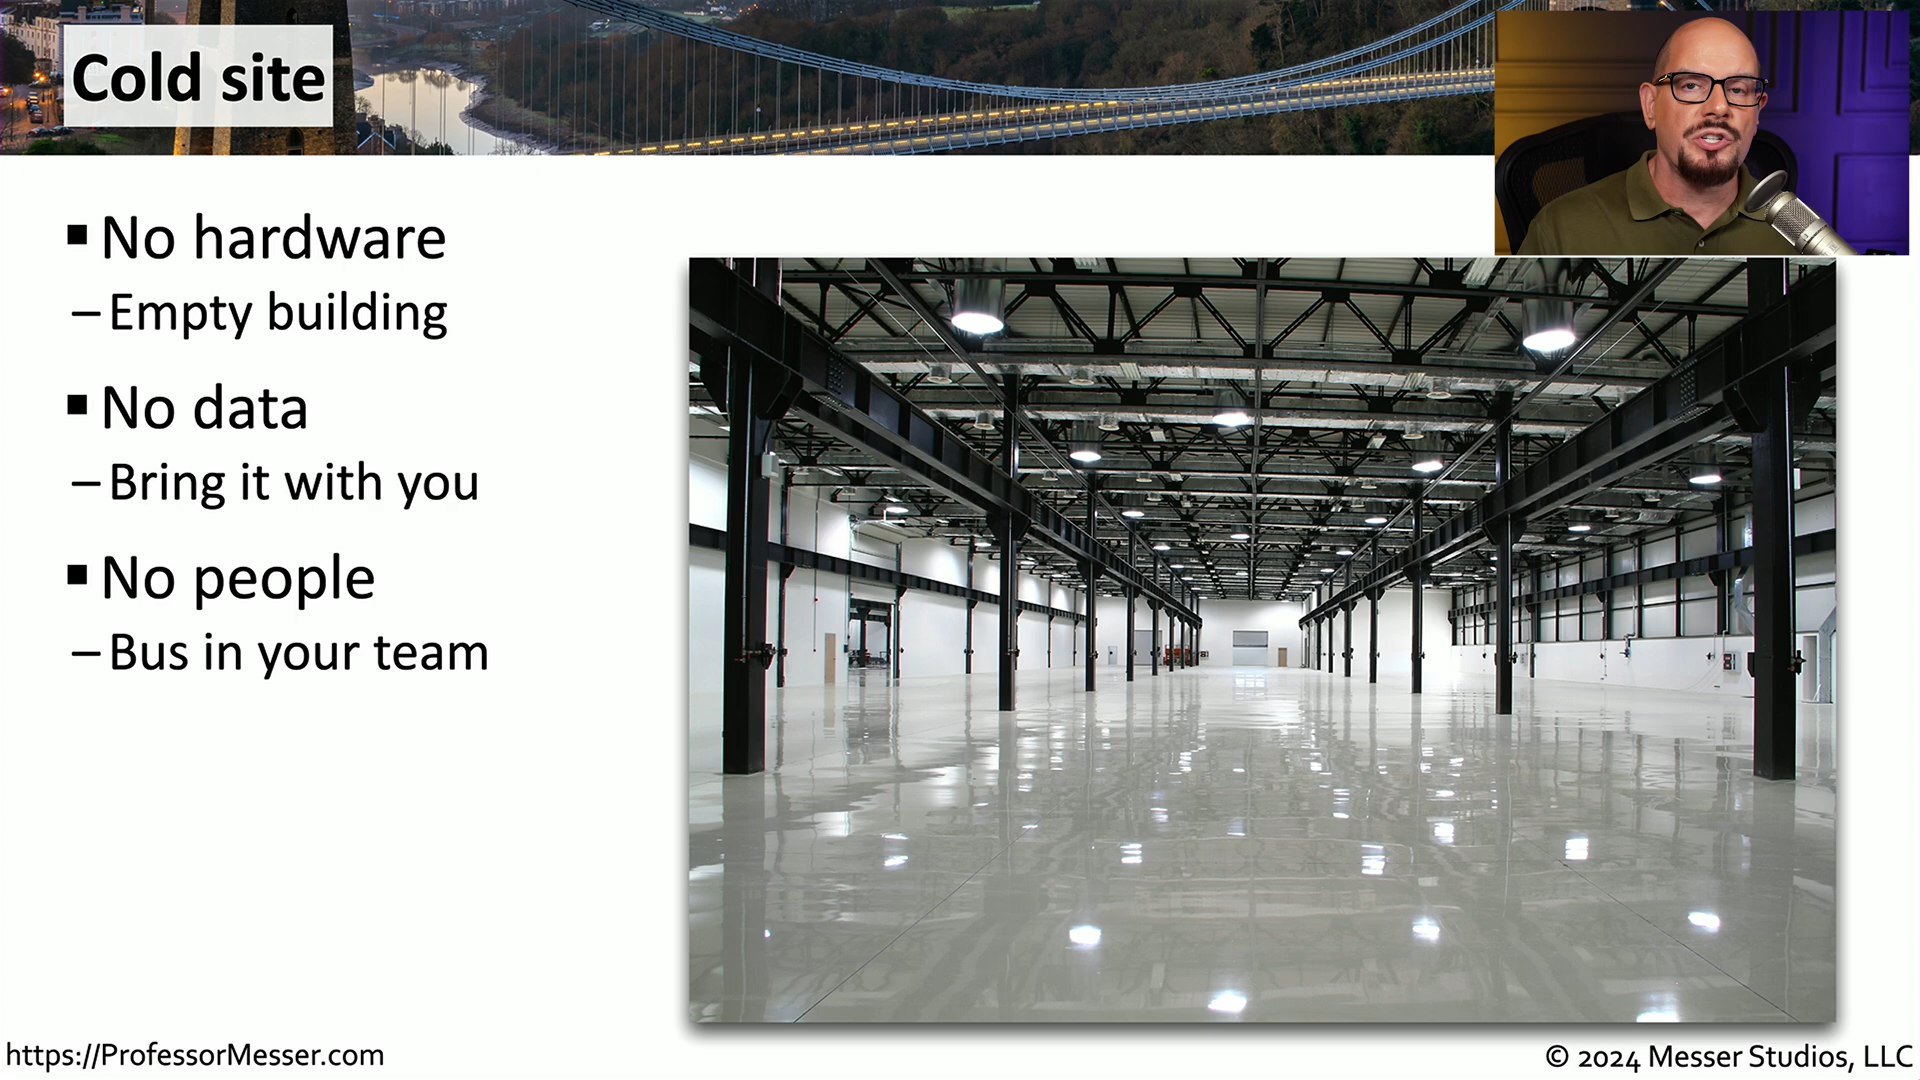 Cold site
▪ No hardware
– Empty building
▪ No data
– Bring it with you
▪ No people
– Bus in your team
https://ProfessorMesser.com
© 2024 Messer Studios, LLC